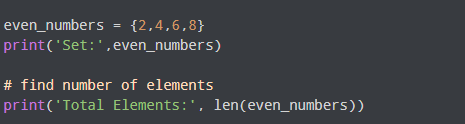 even_numbers = {2,4,6,8}
print('Set:',even_numbers)
# find number of elements
print('Total Elements:', len(even_numbers))